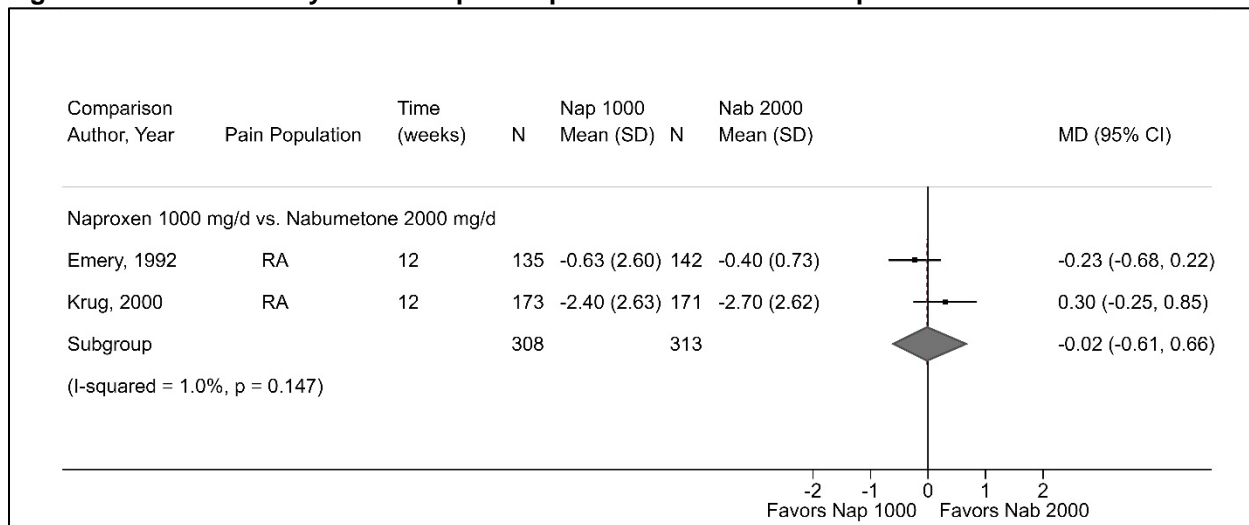 Comparison Time Nap 1000 Nab 2000
Author, Year Pain Population (weeks) N Mean (SD) N Mean (SD) MD (95% CI)
Naproxen 1000 mg/d vs. Nabumetone 2000 mg/d
Emery, 1992 RA 12 135 -0.63 (2.60) 142 -0.40 (0.73) -0.23 (-0.68, 0.22)
Krug, 2000 RA 12 173 -2.40 (2.63) 171 -2.70 (2.62) 0.30 (-0.25, 0.85)
Subgroup 308 313 -0.02 (-0.61, 0.66)
(I-squared = 1.0%, p = 0.147)
-2 -1 0 1 2
Favors Nap 1000 Favors Nab 2000